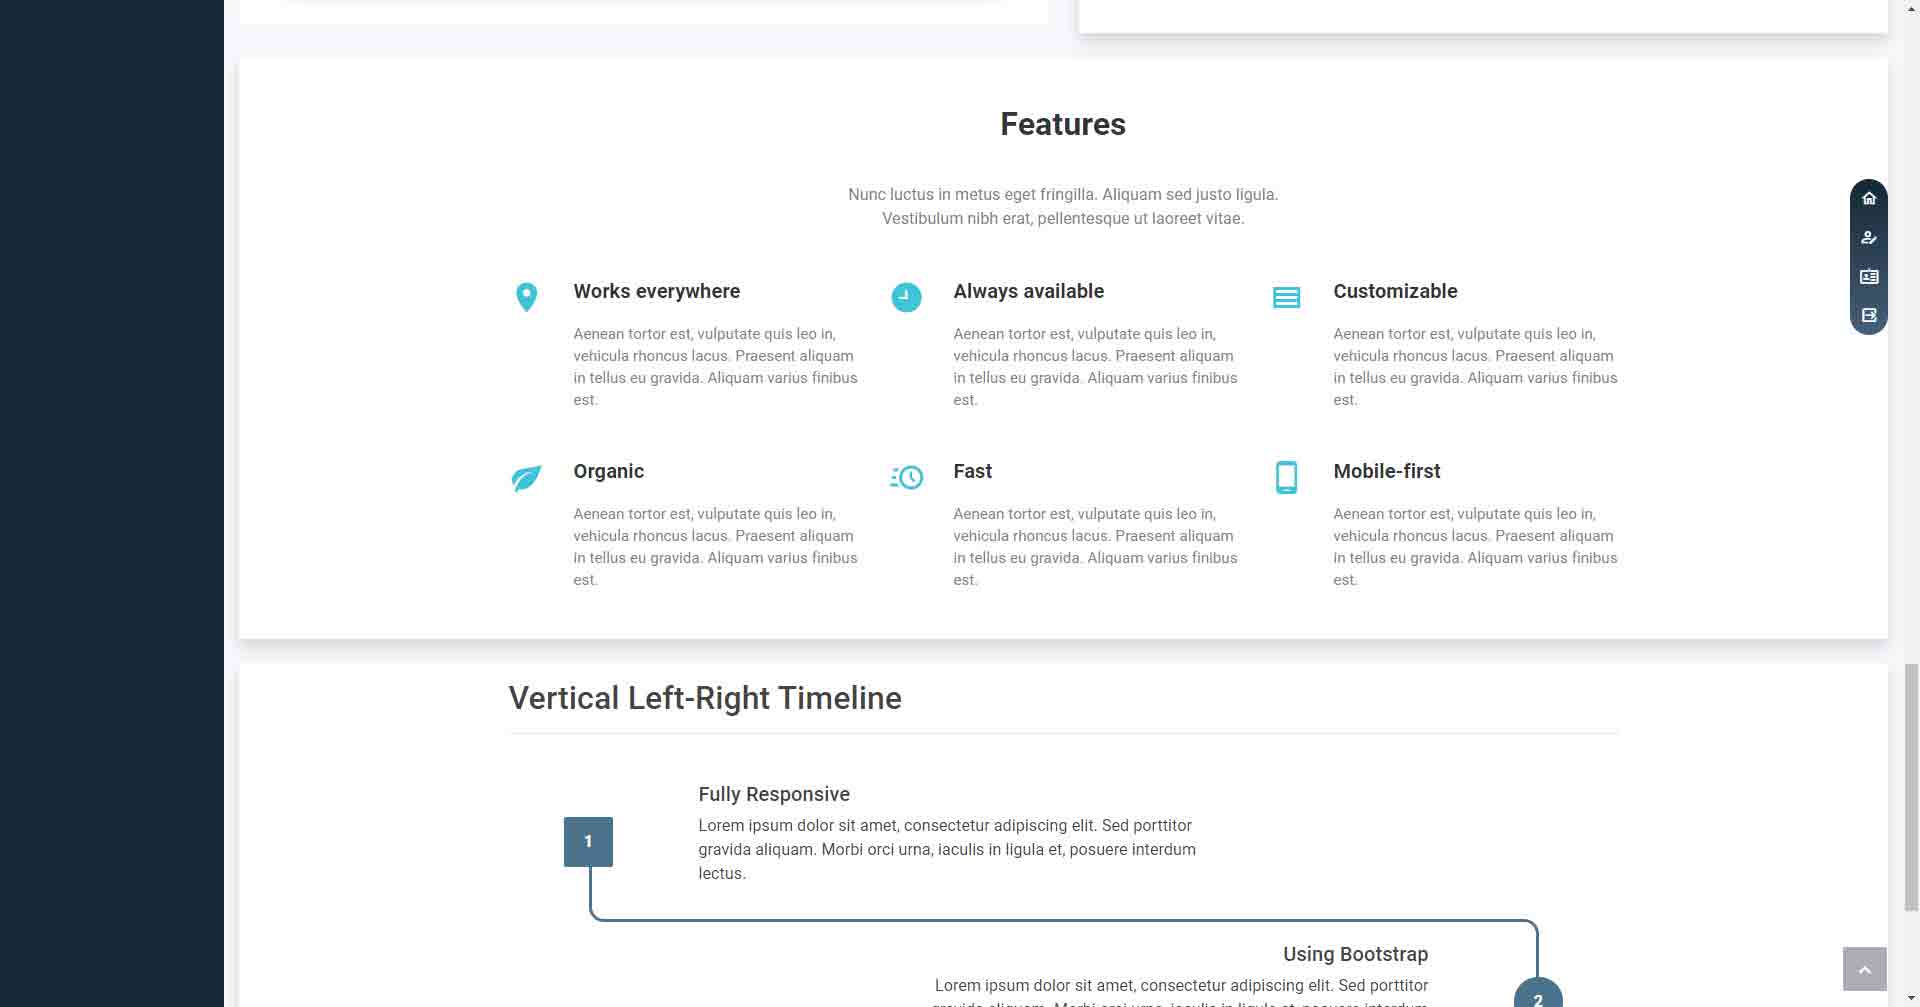 Features
Nunc luctus in metus eget fringilla. Aliquam sed justo ligula.
Vestibulum nibh erat, pellentesque ut laoreet vitae.
Works everywhere
Aenean tortor est, vulputate quis leo in,
vehicula rhoncus lacus. Praesent aliquam
in tellus eu gravida. Aliquam varius finibus
est.
Always available
Aenean tortor est, vulputate quis leo in,
vehicula rhoncus lacus. Praesent aliquam
in tellus eu gravida. Aliquam varius finibus
est.
Customizable
Aenean tortor est, vulputate quis leo in,
vehicula rhoncus lacus. Praesent aliquam
in tellus eu gravida. Aliquam varius finibus
est.
Organic
Aenean tortor est, vulputate quis leo in,
vehicula rhoncus lacus. Praesent aliquam
in tellus eu gravida. Aliquam varius finibus
est.
Fast
Aenean tortor est, vulputate quis leo in,
vehicula rhoncus lacus. Praesent aliquam
in tellus eu gravida. Aliquam varius finibus
est.
Mobile-first
Aenean tortor est, vulputate quis leo in,
vehicula rhoncus lacus. Praesent aliquam
in tellus eu gravida. Aliquam varius finibus
est.
Vertical Left-Right Timeline
1
Fully Responsive
Lorem ipsum dolor sit amet, consectetur adipiscing elit. Sed porttitor
gravida aliquam. Morbi orci urna, iaculis in ligula et, posuere interdum
lectus.
Using Bootstrap
Lorem ipsum dolor sit amet, consectetur adipiscing elit. Sed porttitor
2